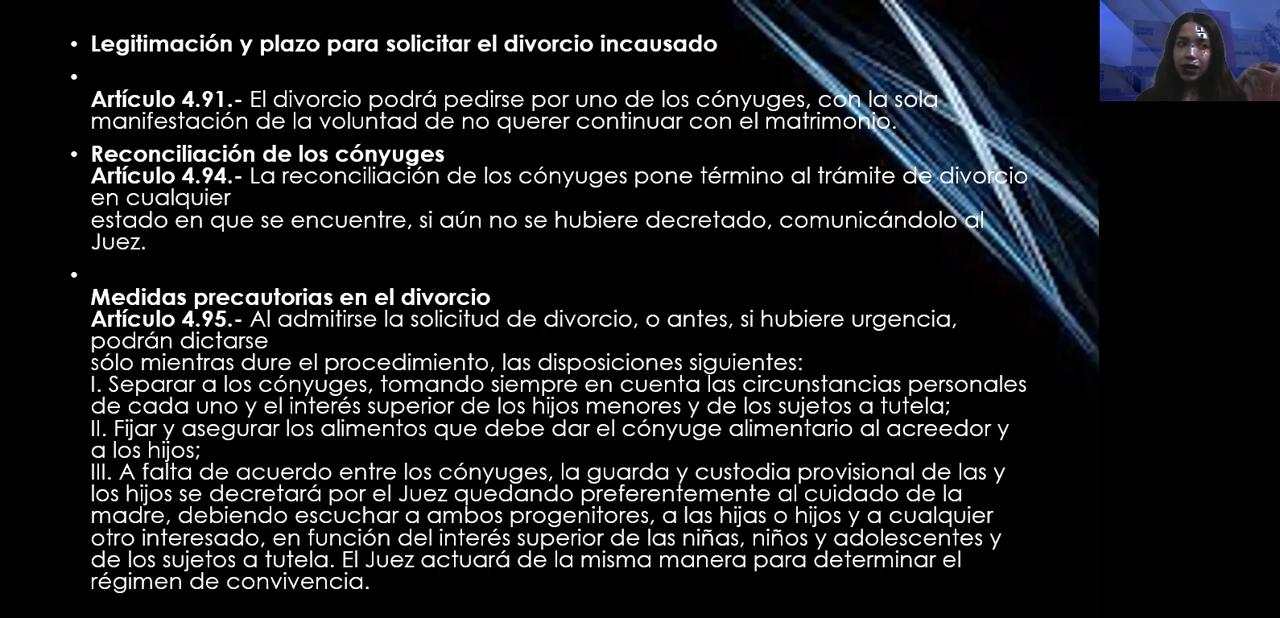 • Legitimación y plazo para solicitar el divorcio incausado
•
Artículo 4.91.- El divorcio podrá pedirse por uno de los cónyuges, con la sola
manifestación de la voluntad de no querer continuar con el matrimonio.
• Reconciliación de los cónyuges
Artículo 4.94.- La reconciliación de los cónyuges pone término al trámite de divorcio
en cualquier
estado en que se encuentre, si aún no se hubiere decretado, comunicándolo al
Juez.
•
Medidas precautorias en el divorcio
Artículo 4.95.- Al admitirse la solicitud de divorcio, o antes, si hubiere urgencia,
podrán dictarse
sólo mientras dure el procedimiento, las disposiciones siguientes:
I. Separar a los cónyuges, tomando siempre en cuenta las circunstancias personales
de cada uno y el interés superior de los hijos menores y de los sujetos a tutela;
II. Fijar y asegurar los alimentos que debe dar el cónyuge alimentario al acreedor y
a los hijos;
III. A falta de acuerdo entre los cónyuges, la guarda y custodia provisional de las y
los hijos se decretará por el Juez quedando preferentemente al cuidado de la
madre, debiendo escuchar a ambos progenitores, a las hijas o hijos y a cualquier
otro interesado, en función del interés superior de las niñas, niños y adolescentes y
de los sujetos a tutela. El Juez actuará de la misma manera para determinar el
régimen de convivencia.